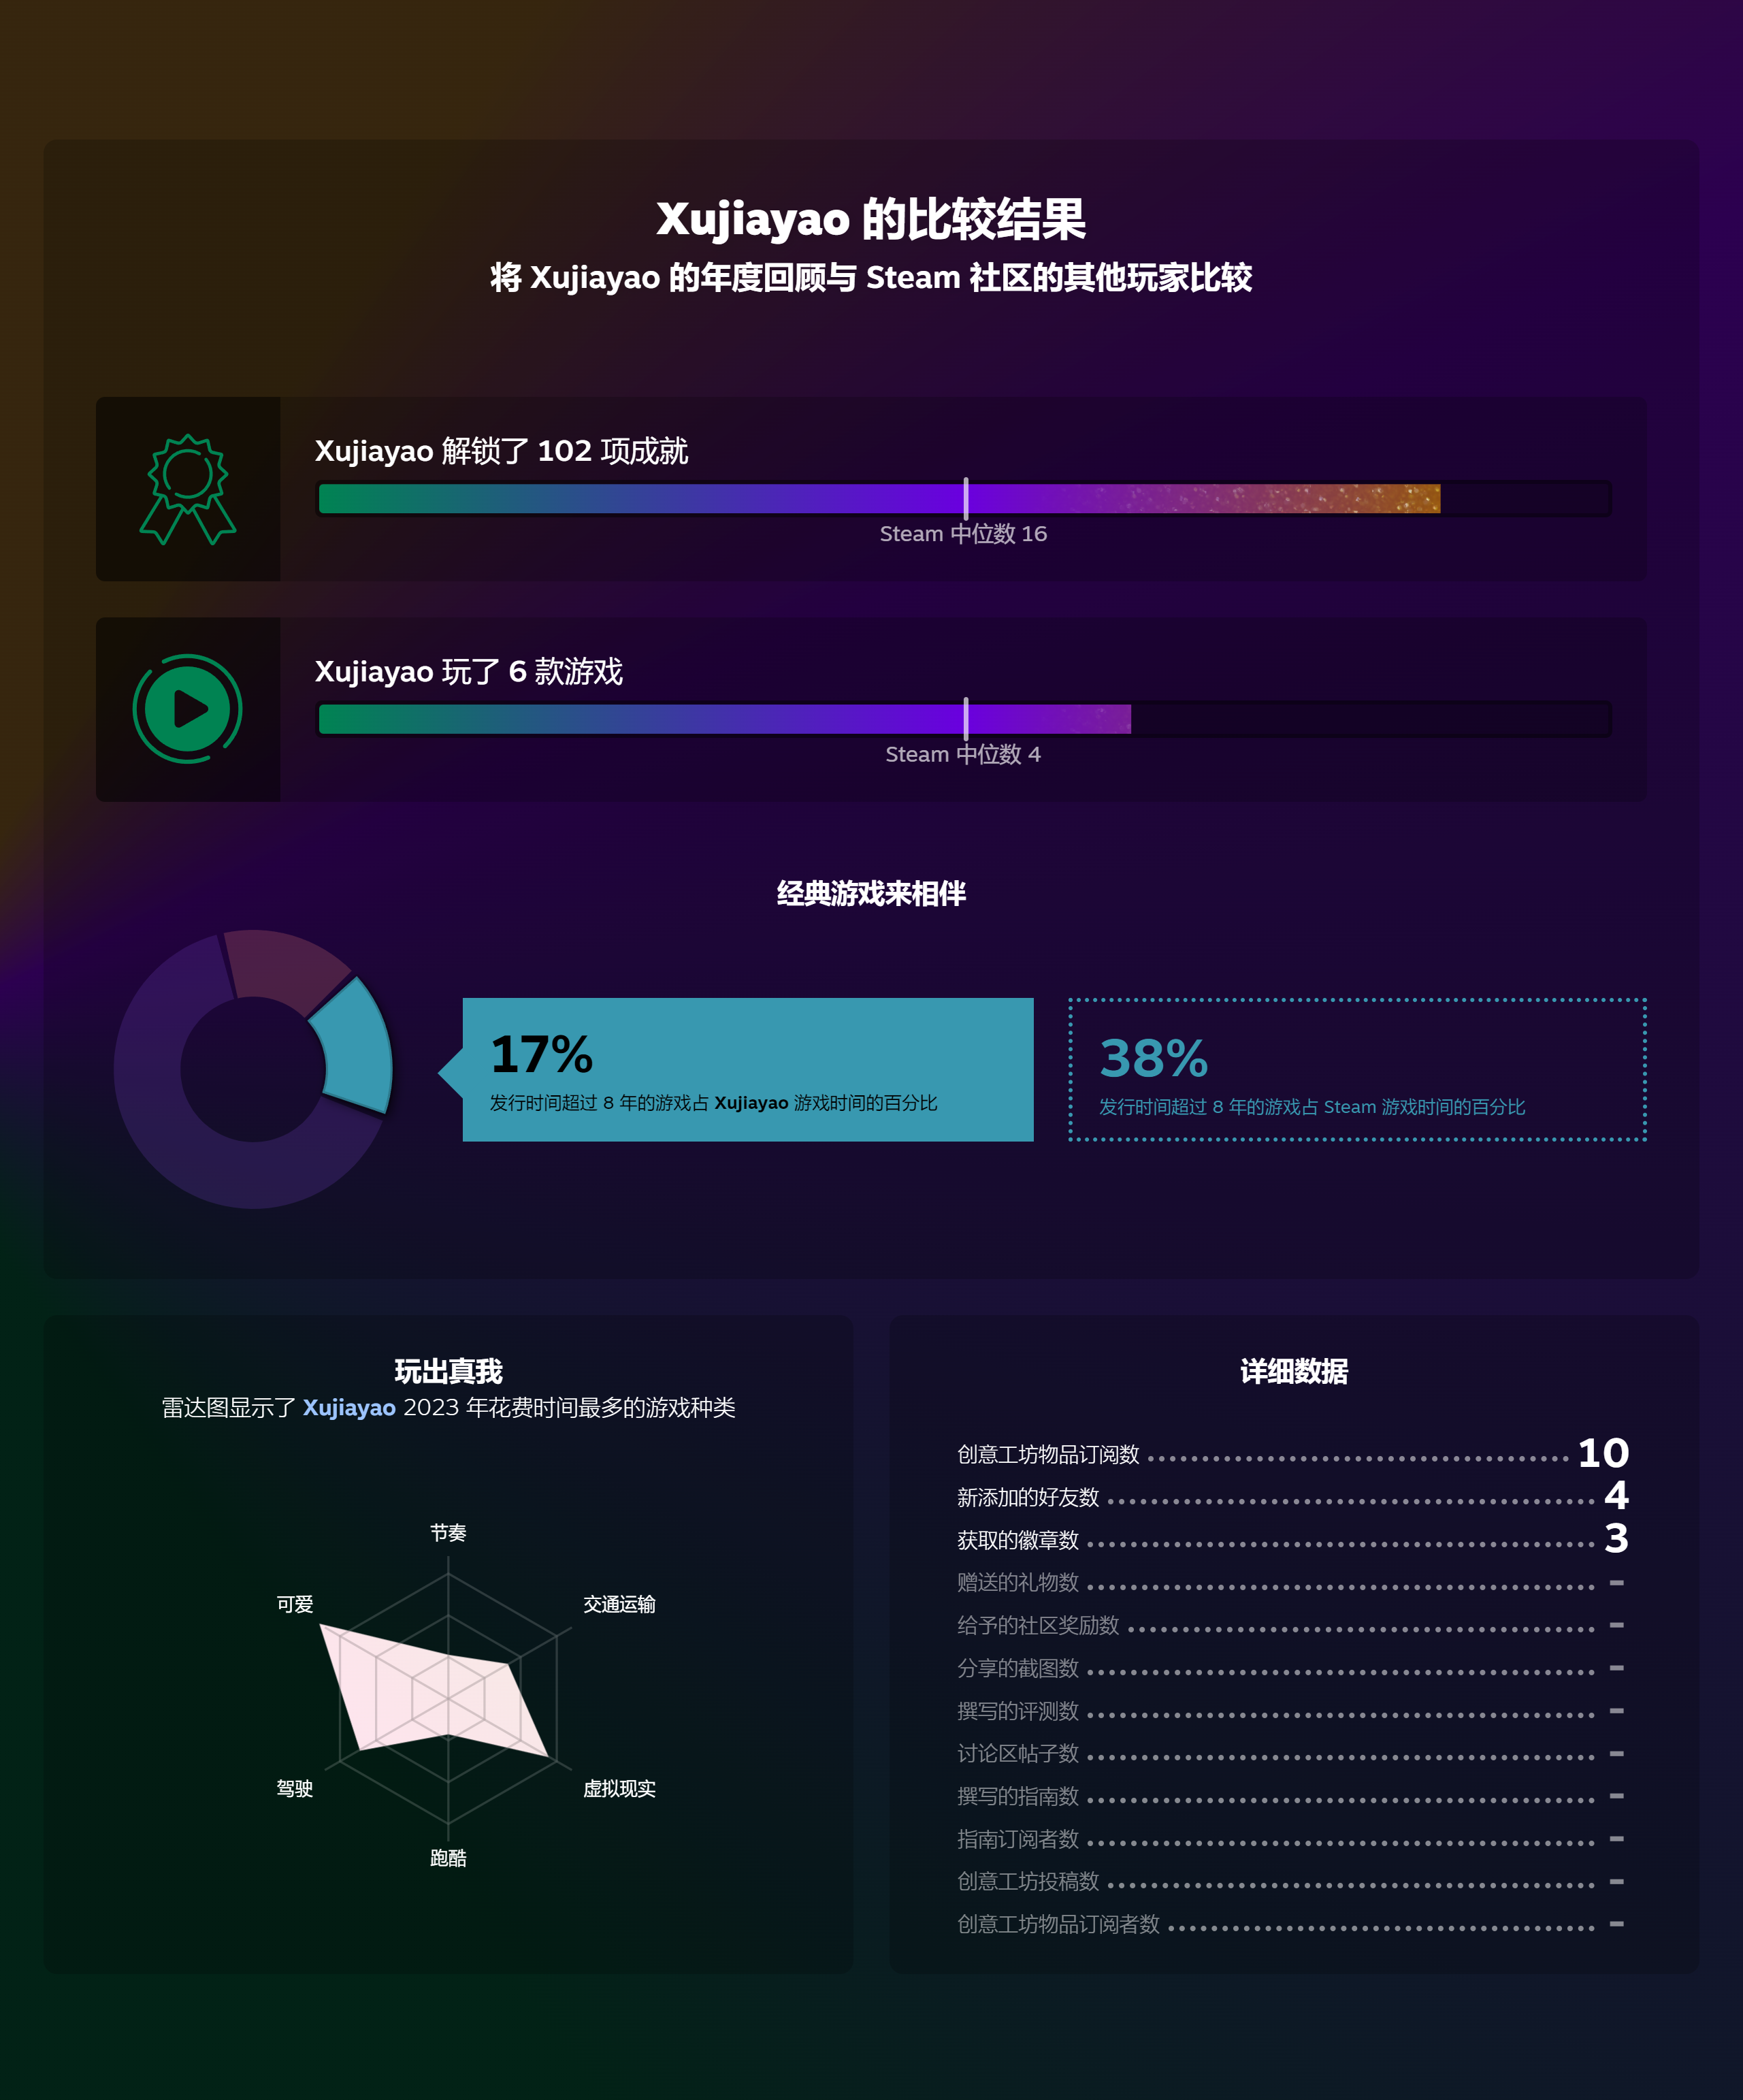 Xujiayao 的比较结果
将 Xujiayao 的年度回顾与 Steam 社区的其他玩家比较
Xujiayao 解锁了 102 项成就
Steam 中位数 16
Xujiayao 玩了 6 款游戏
Steam 中位数 4
经典游戏来相伴
17%
发行时间超过 8 年的游戏占 Xujiayao 游戏时间的百分比
38%
发行时间超过 8 年的游戏占 Steam 游戏时间的百分比
玩出真我
雷达图显示了 Xujiayao 2023 年花费时间最多的游戏种类
节奏
可爱
交通运输
驾驶
虚拟现实
跑酷
详细数据
创意工坊物品订阅数 10
新添加的好友数 4
获取的徽章数 3
赠送的礼物数 –
给予的社区奖励数 –
分享的截图数 –
撰写的评测数 –
讨论区帖子数 –
撰写的指南数 –
指南订阅者数 –
创意工坊投稿数 –
创意工坊物品订阅者数 –